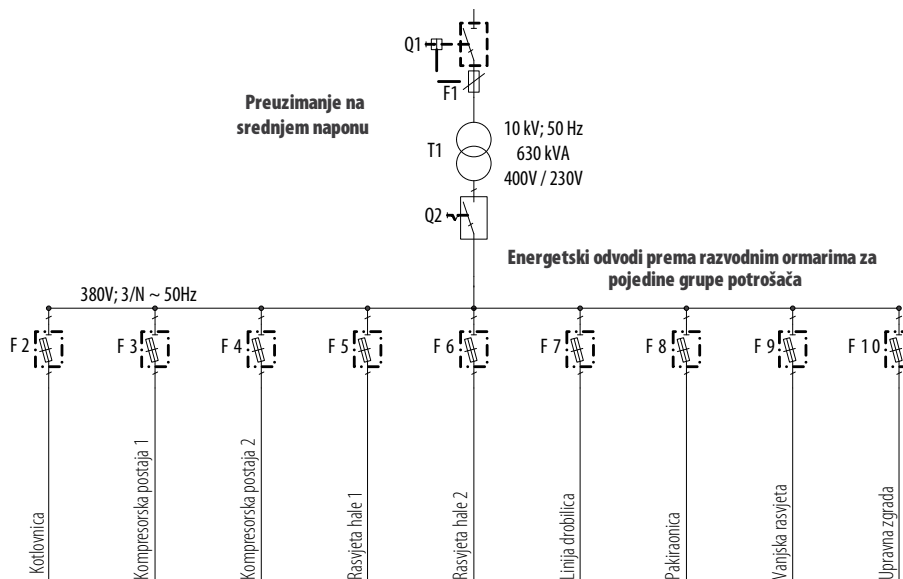 Q1
F1
Preuzimanje na
srednjem naponu
T1
10 kV; 50 Hz
630 kVA
400V / 230V
Q2
Energetski odvodi prema razvodnim ormarima za
pojedine grupe potrošača
380V; 3/N ~ 50Hz
F 2
F 3
F 4
F 5
F 6
F 7
F 8
F 9
F 10
Kotlovnica
Kompresorska postaja 1
Kompresorska postaja 2
Rasvjeta hale 1
Rasvjeta hale 2
Linija drobilica
Pakiraonica
Vanjska rasvjeta
Upravna zgrada